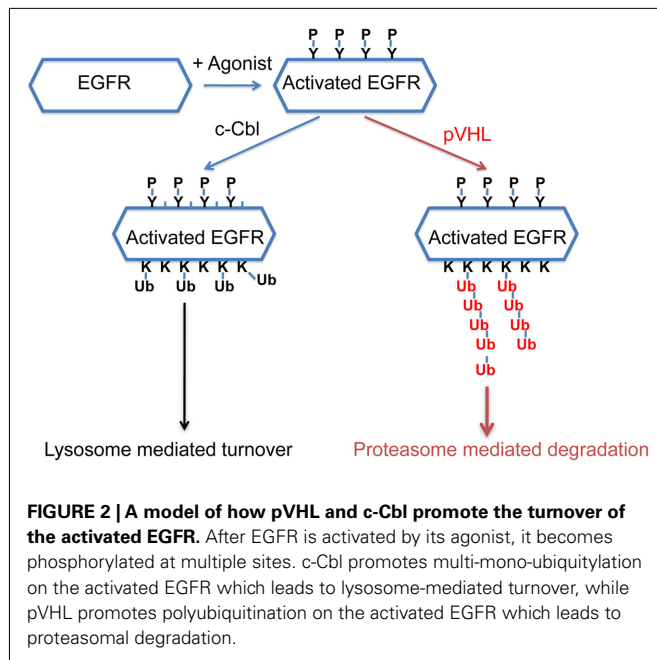 P P P P
Y Y Y Y
+ Agonist
EGFR
Activated EGFR
c-Cbl
pVHL
P P P P
Y Y Y Y
Activated EGFR
K K K K K K
Ub Ub Ub Ub
P P P P
Y Y Y Y
Activated EGFR
K K K K K K
Ub Ub
Ub Ub
Ub Ub
Ub Ub
Ub
Lysosome mediated turnover
Proteasome mediated degradation
FIGURE 2 | A model of how pVHL and c-Cbl promote the turnover of
the activated EGFR. After EGFR is activated by its agonist, it becomes
phosphorylated at multiple sites. c-Cbl promotes multi-mono-ubiquitylation
on the activated EGFR which leads to lysosome-mediated turnover, while
pVHL promotes polyubiquitination on the activated EGFR which leads to
proteasomal degradation.